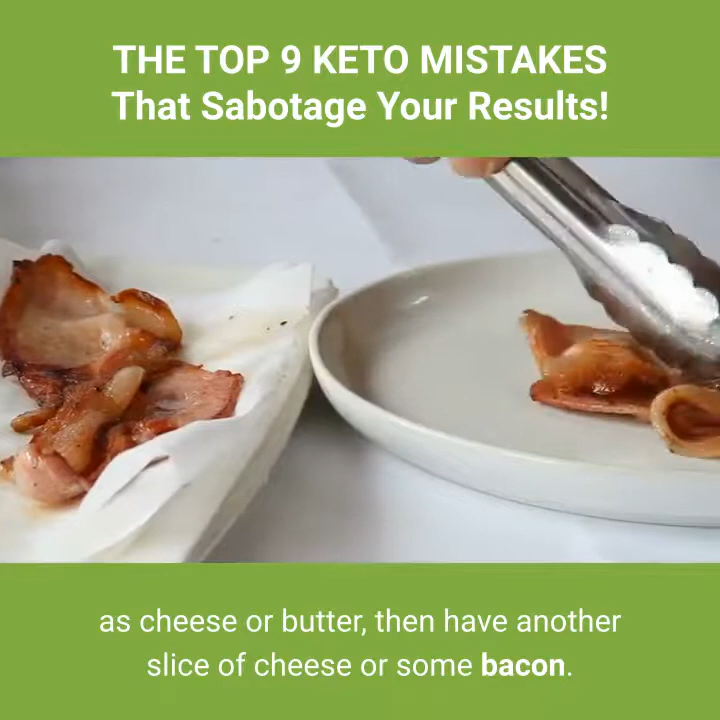 THE TOP 9 KETO MISTAKES
That Sabotage Your Results!
as cheese or butter, then have another
slice of cheese or some bacon.